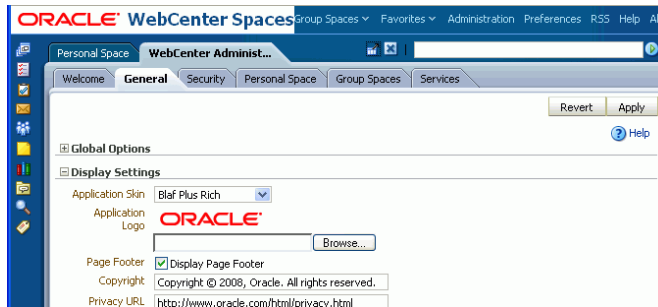 ORACLE WebCenter Spaces Group Spaces Favorites Administration Preferences RSS Help
Personal Space WebCenter Administ...
Welcome General Security Personal Space Group Spaces Services
Revert Apply
Help
Global Options
Display Settings
Application Skin Blaf Plus Rich
Application Logo ORACLE
Browse...
Page Footer Display Page Footer
Copyright Copyright © 2008, Oracle. All rights reserved.
Privacy URL http://www.oracle.com/html/privacy.html